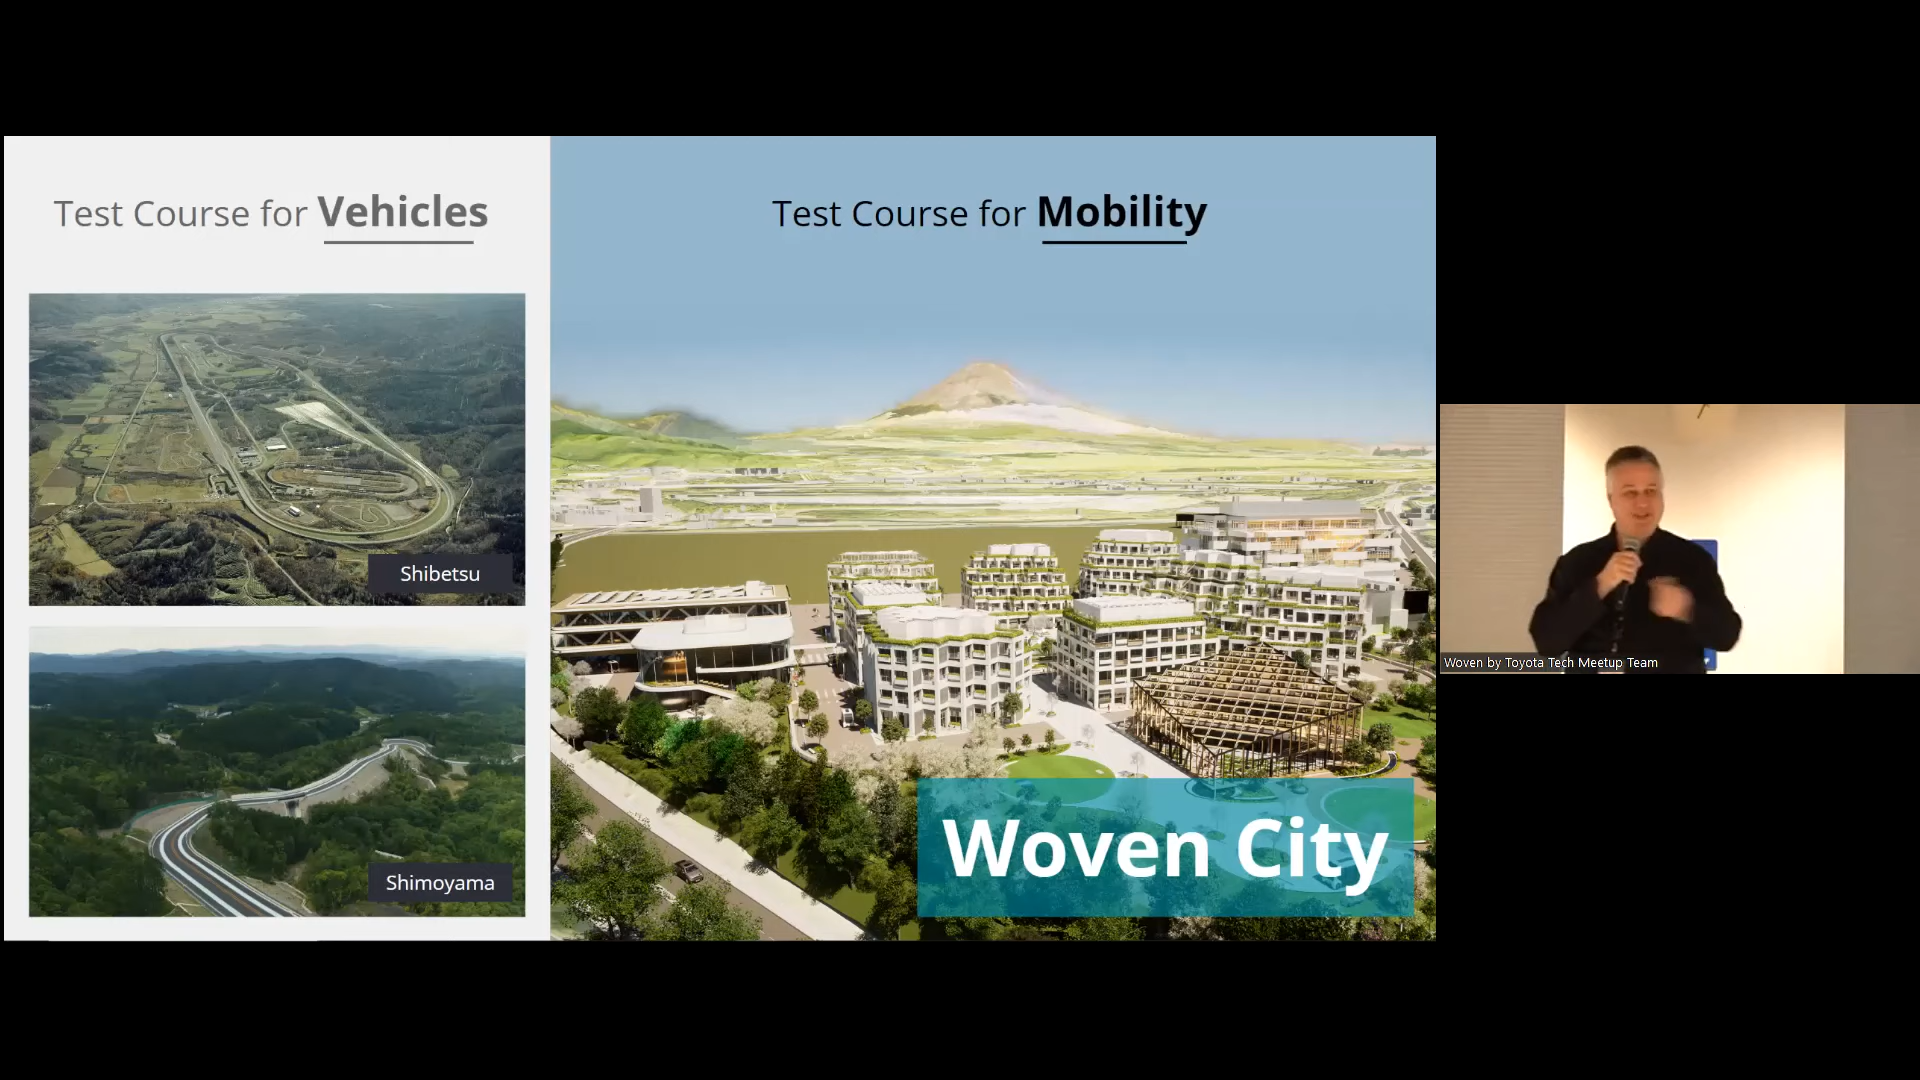 Test Course for Vehicles
Shibetsu
Shimoyama
Test Course for Mobility
Woven City
Woven by Toyota Tech Meetup Team